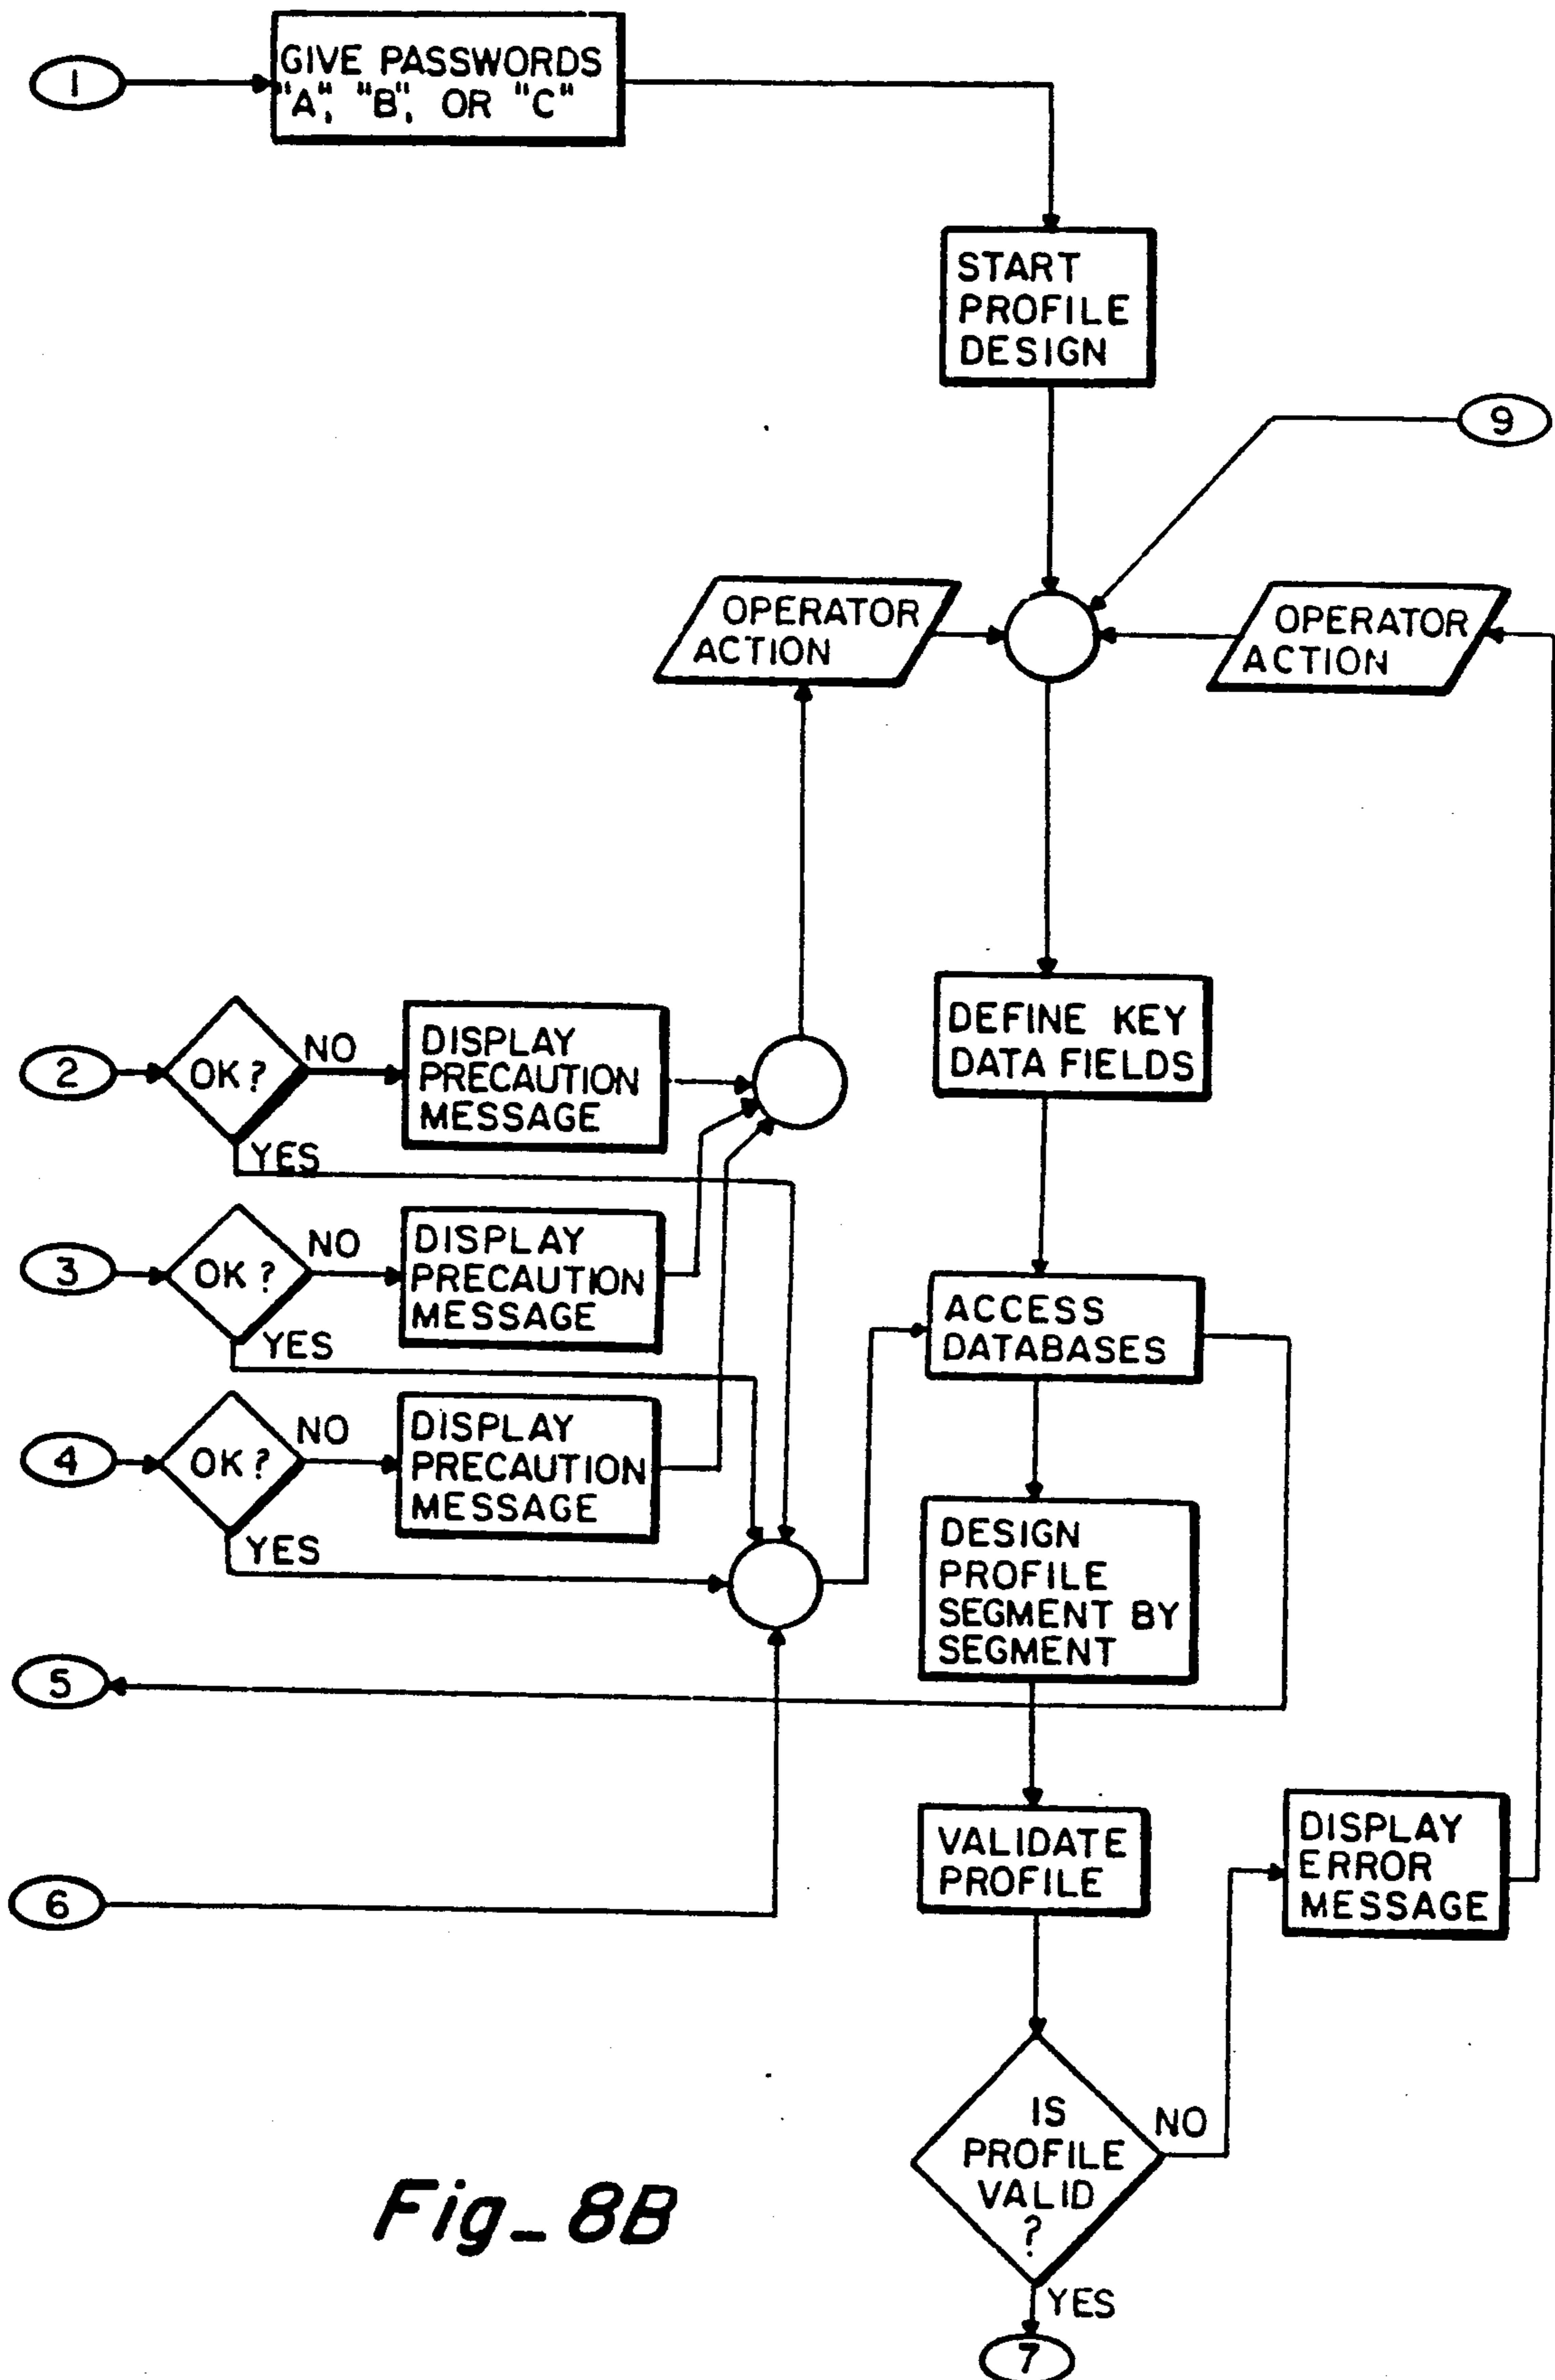 1
GIVE PASSWORDS
"A", "B", OR "C"
START
PROFILE
DESIGN
9
OPERATOR
ACTION
OPERATOR
ACTION
DEFINE KEY
DATA FIELDS
2
OK?
NO
DISPLAY
PRECAUTION
MESSAGE
YES
3
OK?
NO
DISPLAY
PRECAUTION
MESSAGE
YES
ACCESS
DATABASES
4
OK?
NO
DISPLAY
PRECAUTION
MESSAGE
YES
DESIGN
PROFILE
SEGMENT BY
SEGMENT
5
VALIDATE
PROFILE
DISPLAY
ERROR
MESSAGE
6
IS
PROFILE
VALID
?
NO
YES
7
Fig_ 8B